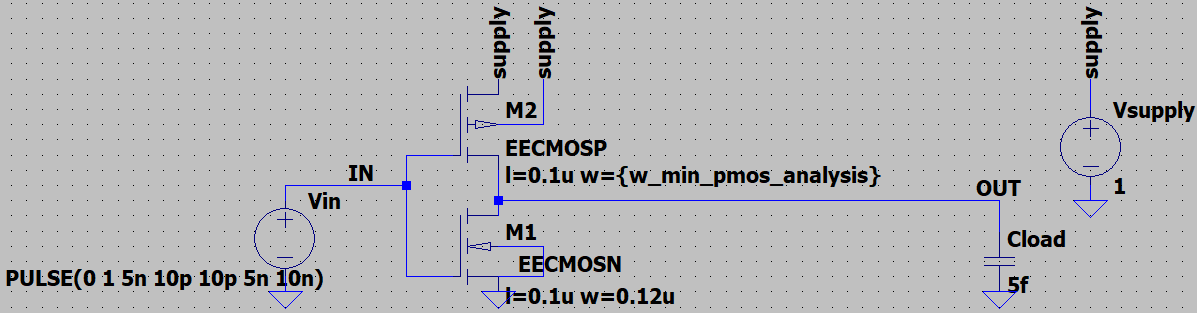 supply
supply
supply
M2
Vsupply
EECMOSP
IN
l=0.1u w={w_min_pmos_analysis}
OUT
1
Vin
M1
Cload
EECMOSN
PULSE(0 1 5n 10p 10p 5n 10n)
l=0.1u w=0.12u
5f